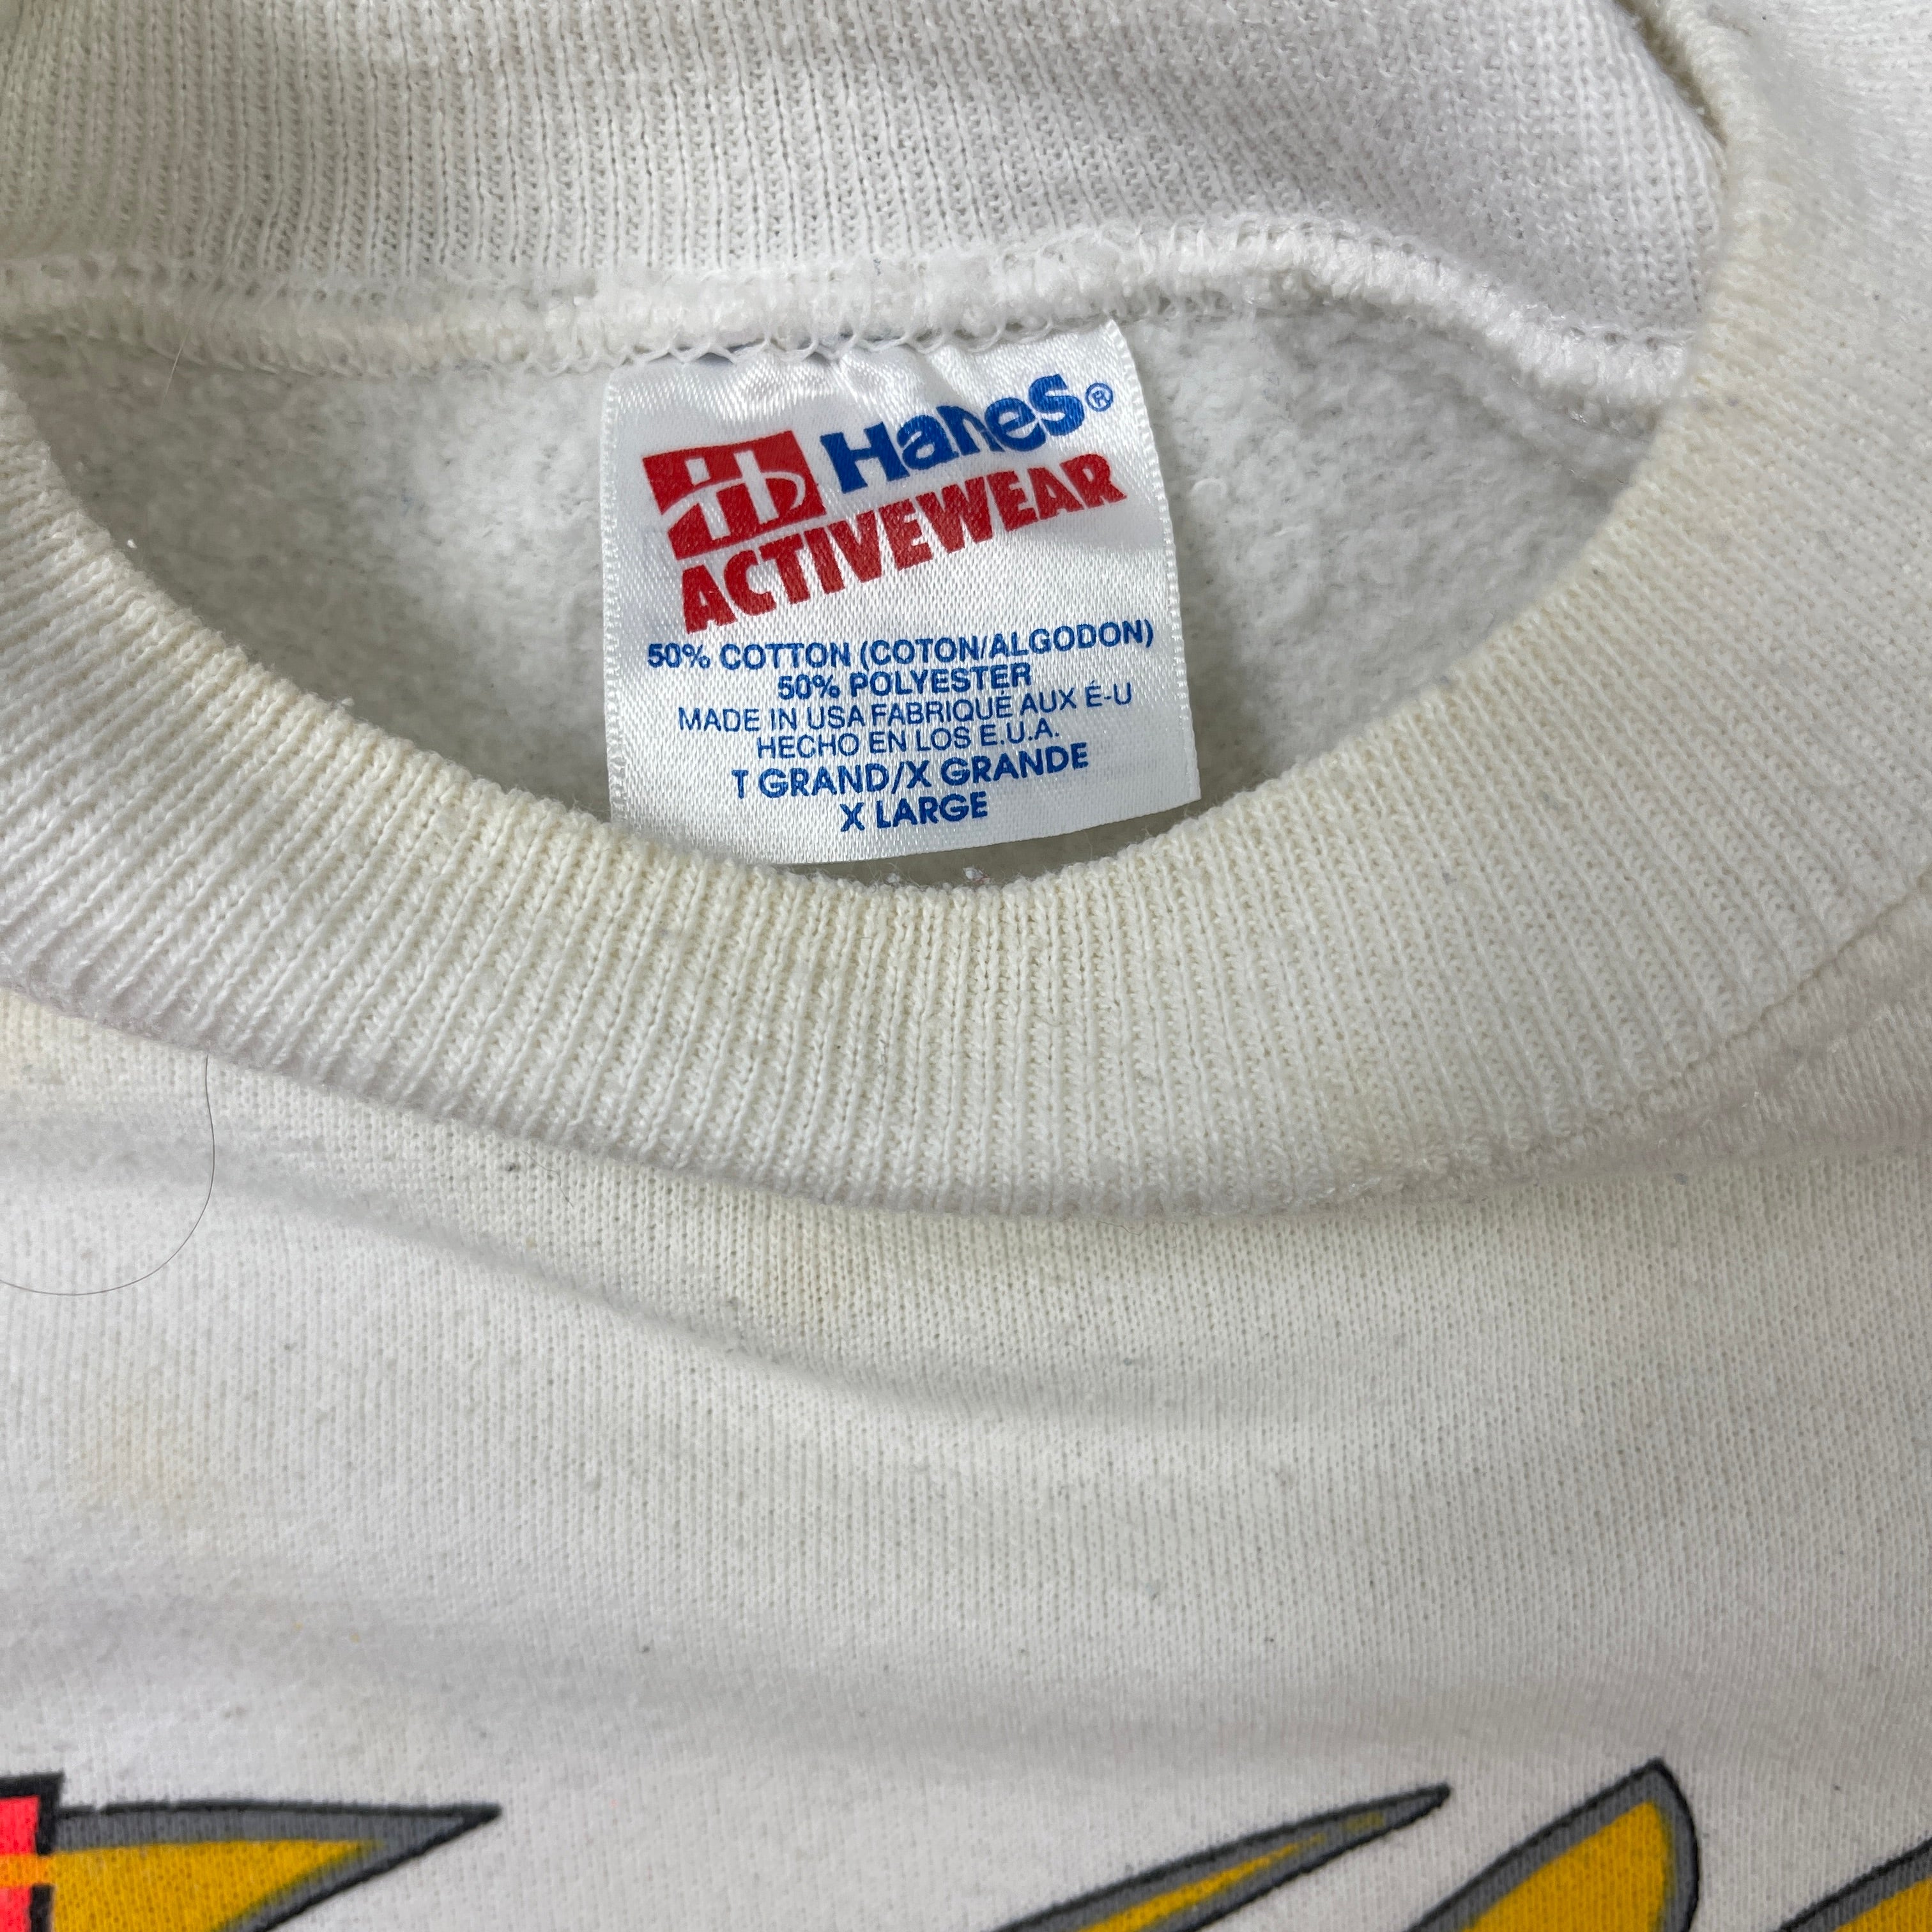 Hanes®
ACTIVEWEAR
50% COTTON (COTON/ALGODON)
50% POLYESTER
MADE IN USA FABRIQUÉ AUX É-U
HECHO EN LOS E.U.A.
T GRAND/X GRANDE
X LARGE